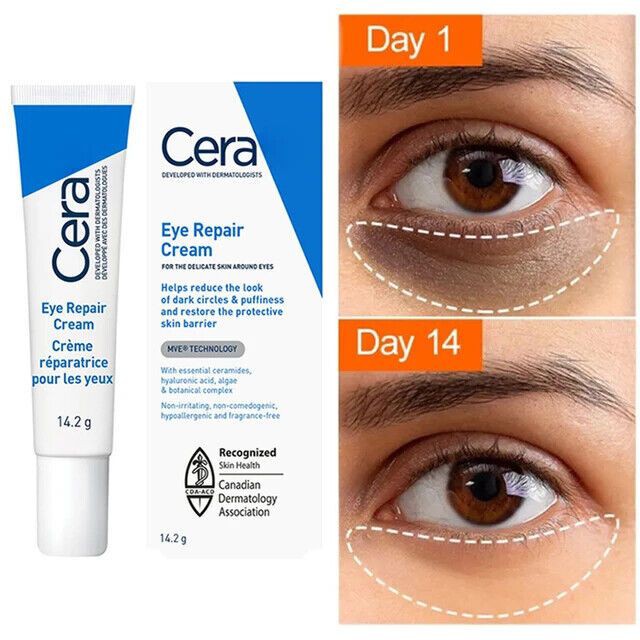 Cera
DEVELOPED WITH DERMATOLOGISTS
DÉVELOPPÉ AVEC DES DERMATOLOGUES
Eye Repair
Cream
Crème
réparatrice
pour les yeux
14.2 g
Cera
DEVELOPED WITH DERMATOLOGISTS
Eye Repair
Cream
FOR THE DELICATE SKIN AROUND EYES
Helps reduce the look
of dark circles & puffiness
and restore the protective
skin barrier
MVE® TECHNOLOGY
With essential ceramides,
hyaluronic acid, algae
& botanical complex
Non-irritating, non-comedogenic,
hypoallergenic and fragrance-free
CDA-ACD
Recognized
Skin Health
Canadian
Dermatology
Association
14.2 g
Day 1
Day 14